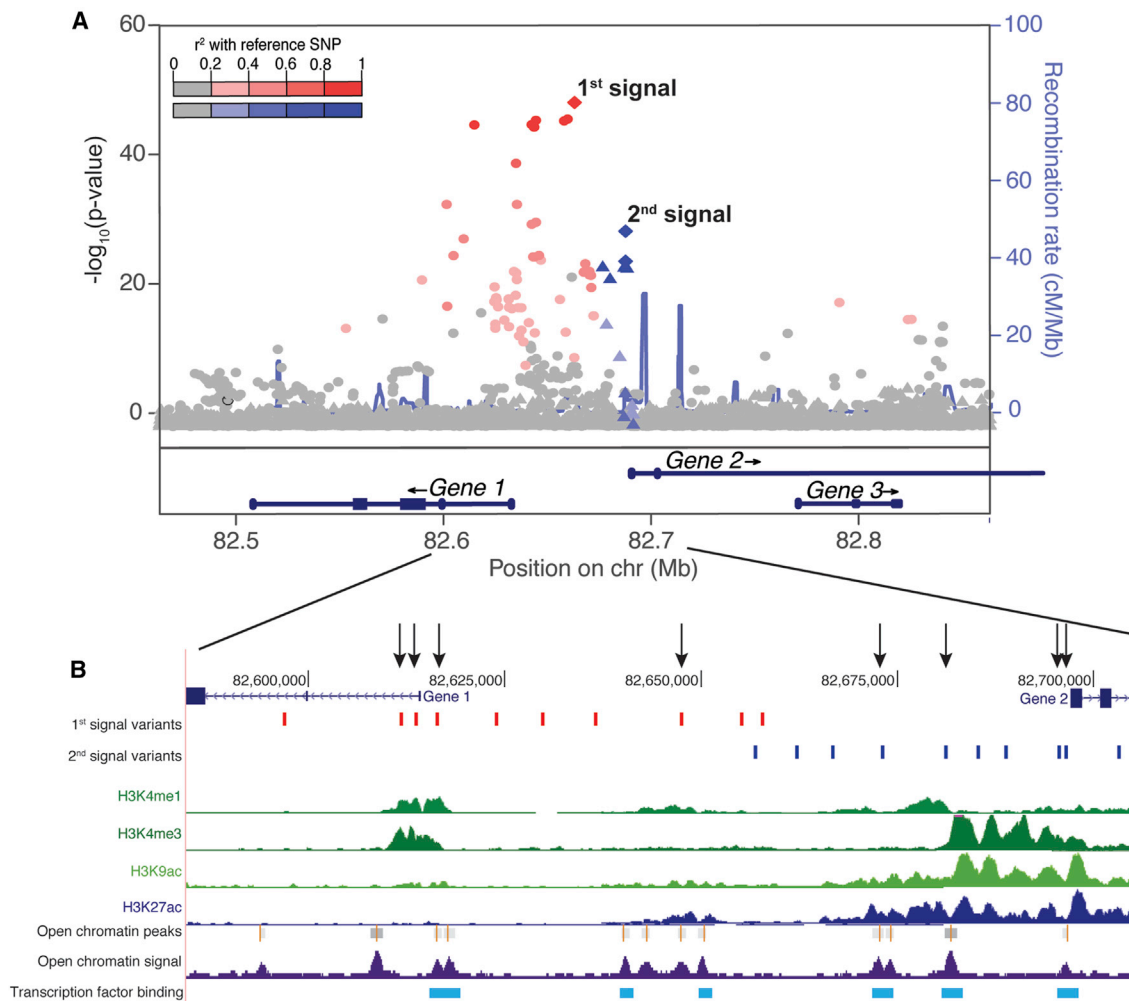 A
60
40
20
0
-log10(p-value)
r² with reference SNP
0 0.2 0.4 0.6 0.8 1
1st signal
2nd signal
C
100
80
60
40
20
0
Recombination rate (cM/Mb)
Gene 2→
←Gene 1
Gene 3→
82.5 82.6 82.7 82.8
Position on chr (Mb)
B
82,600,000 82,625,000 82,650,000 82,675,000 82,700,000
Gene 1
Gene 2
1st signal variants
2nd signal variants
H3K4me1
H3K4me3
H3K9ac
H3K27ac
Open chromatin peaks
Open chromatin signal
Transcription factor binding